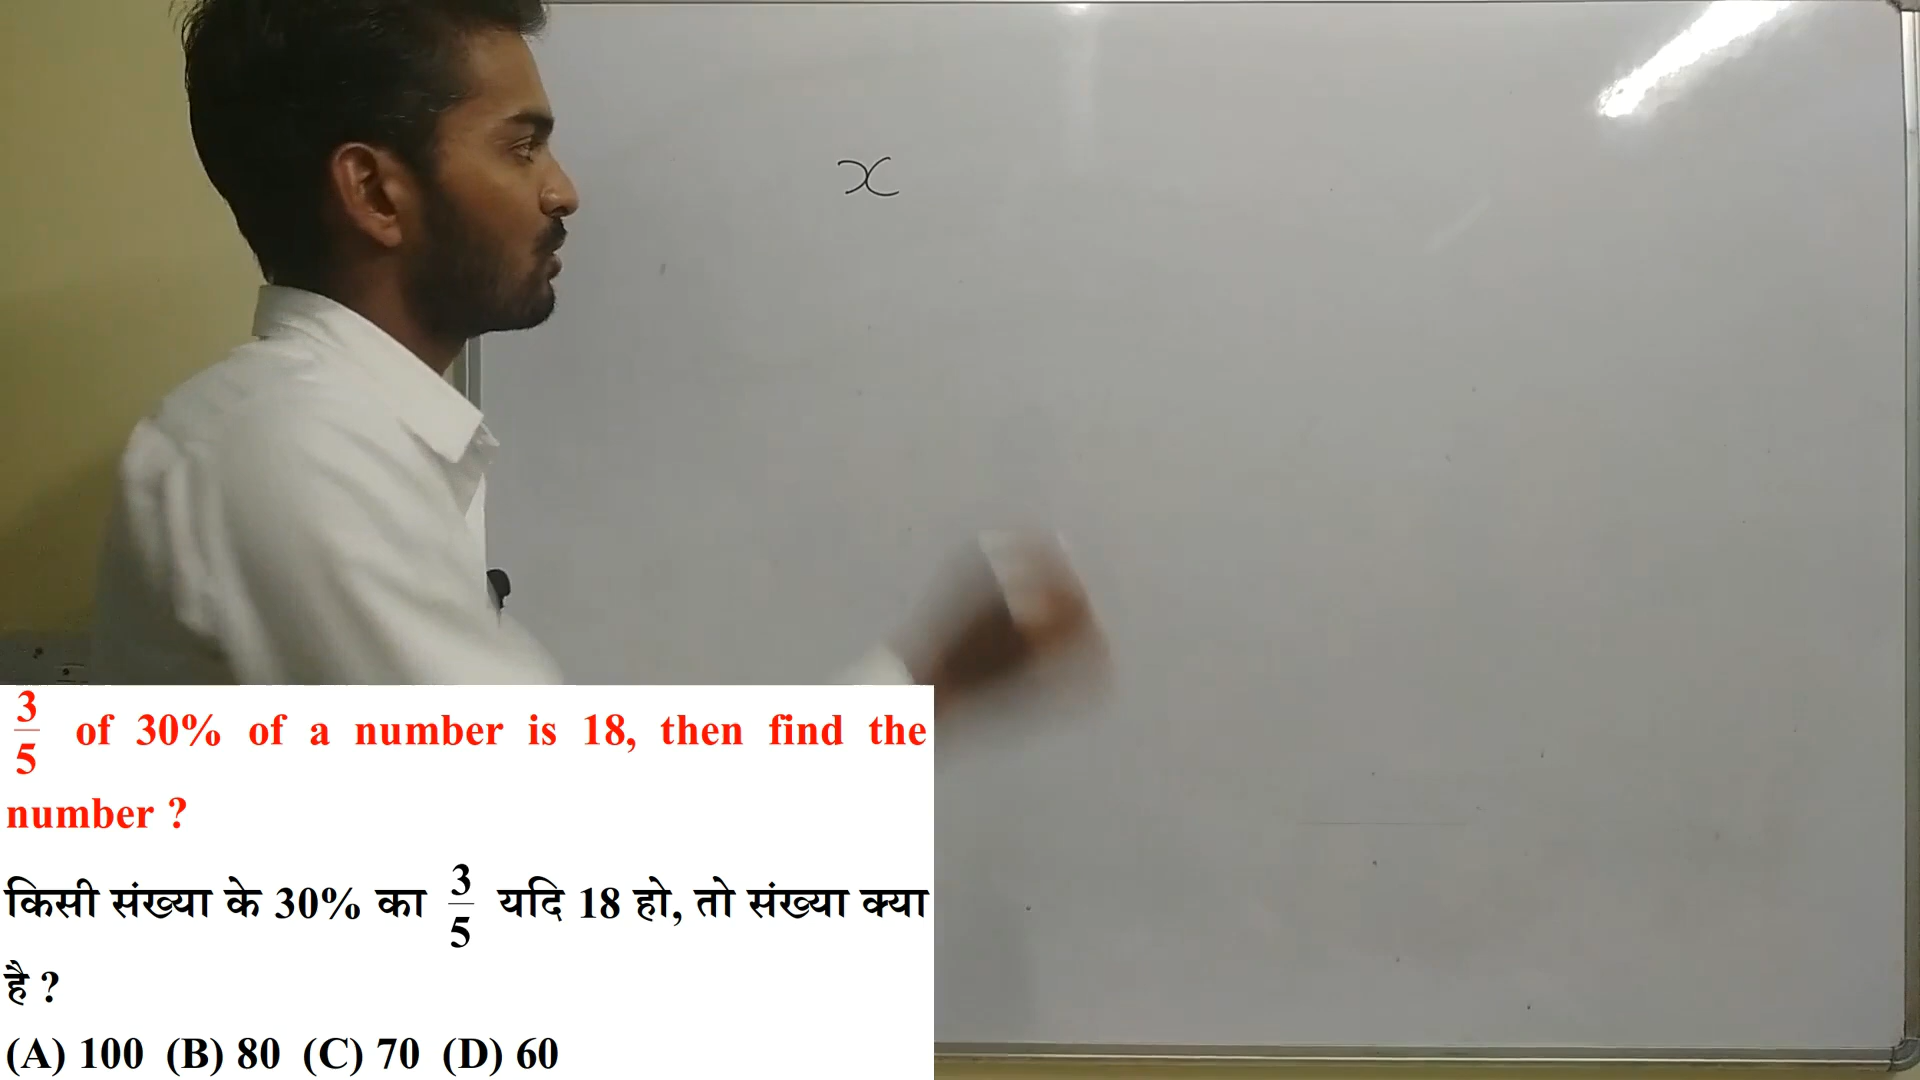 x
3/5 of 30% of a number is 18, then find the
number ?
किसी संख्या के 30% का 3/5 यदि 18 हो, तो संख्या क्या
है ?
(A) 100 (B) 80 (C) 70 (D) 60